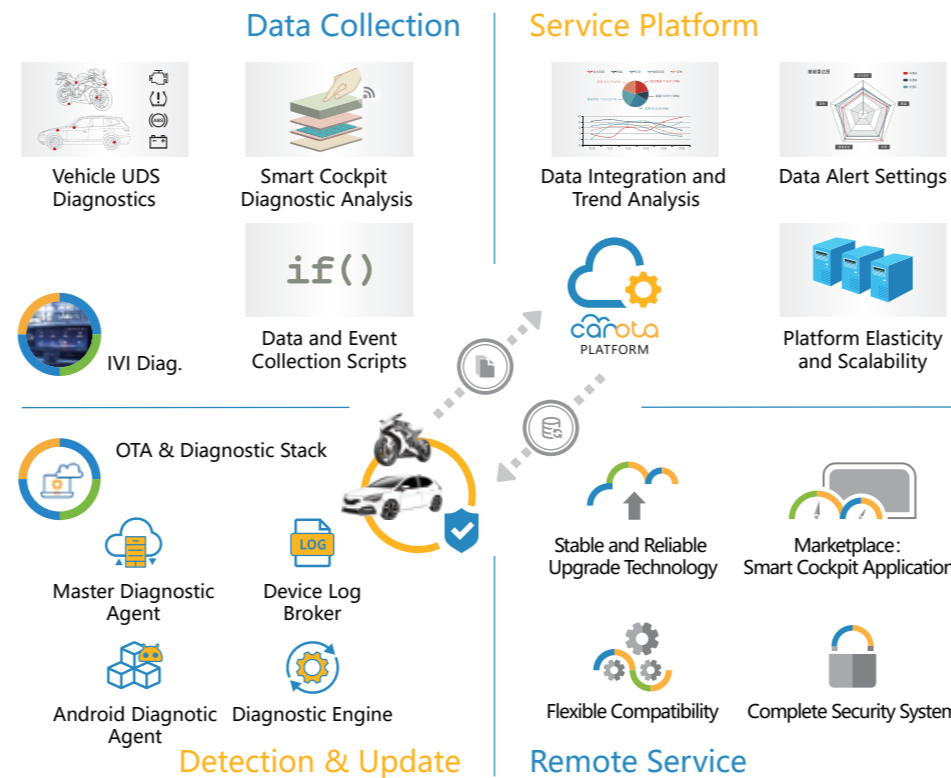 Data Collection
Service Platform
Vehicle UDS
Diagnostics
Smart Cockpit
Diagnostic Analysis
Data Integration and
Trend Analysis
Data Alert Settings
ABS
if()
Data and Event
Collection Scripts
IVI Diag.
carota
PLATFORM
Platform Elasticity
and Scalability
OTA & Diagnostic Stack
LOG
Master Diagnostic
Agent
Device Log
Broker
Android Diagnotic
Agent
Diagnostic Engine
Stable and Reliable
Upgrade Technology
Marketplace:
Smart Cockpit Application
Flexible Compatibility
Complete Security System
Detection & Update
Remote Service